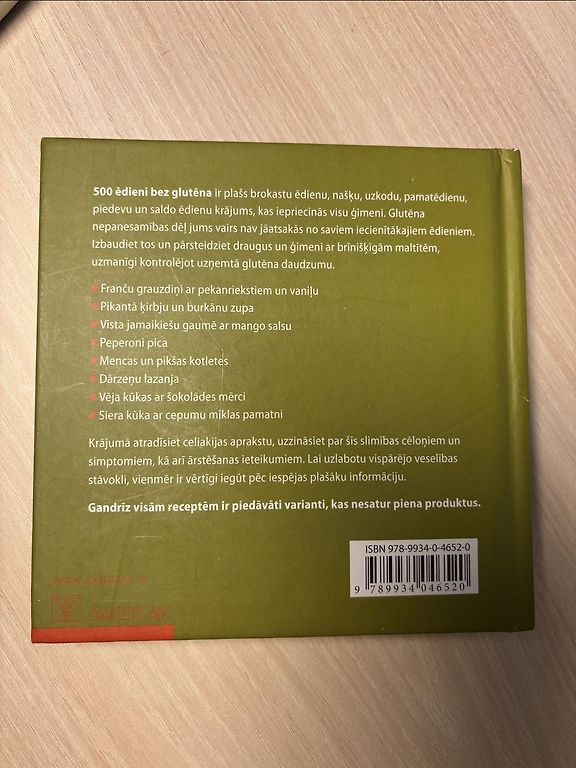 500 ēdieni bez glutēna ir plašs brokastu ēdienu, našķu, uzkodu, pamatēdienu,
piedevu un saldo ēdienu krājums, kas iepriecinās visu ģimeni. Glutēna
nepanesamības dēļ jums vairs nav jāatsakās no saviem iecienītākajiem ēdieniem.
Izbaudiet tos un pārsteidziet draugus un ģimeni ar brīnišķīgām maltītēm,
uzmanīgi kontrolējot uzņemtā glutēna daudzumu.
Franču grauzdiņi ar pekanriekstiem un vaniļu
Pikantā ķirbju un burkānu zupa
Vista jamaikiešu gaumē ar mango salsu
Peperoni pica
Mencas un pikšas kotletes
Dārzeņu lazanja
Vēja kūkas ar šokolādes mērci
Siera kūka ar cepumu mīklas pamatni
Krājumā atradīsiet celiakijas aprakstu, uzzināsiet par šīs slimības cēloņiem un
simptomiem, kā arī ārstēšanas ieteikumiem. Lai uzlabotu vispārējo veselības
stāvokli, vienmēr ir vērtīgi iegūt pēc iespējas plašāku informāciju.
Gandrīz visām receptēm ir piedāvāti varianti, kas nesatur piena produktus.
ISBN 978-9934-0-4652-0
9 789934 046520
ZVAIGZNE ABC